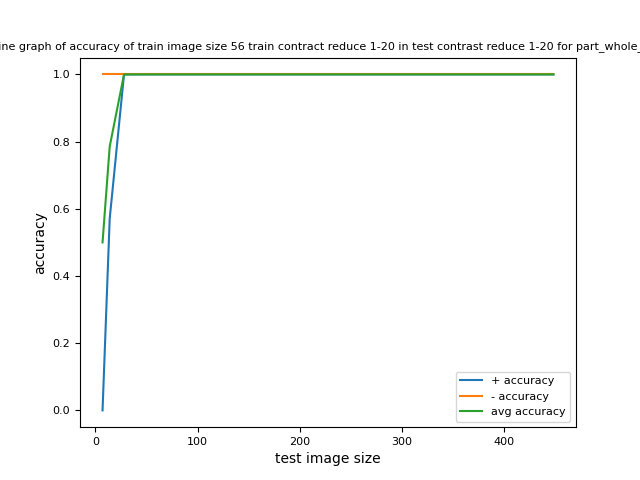 ine graph of accuracy of train image size 56 train contract reduce 1-20 in test contrast reduce 1-20 for part_whole_
1.0
0.8
0.6
0.4
0.2
0.0
accuracy
0 100 200 300 400
test image size
+ accuracy
- accuracy
avg accuracy